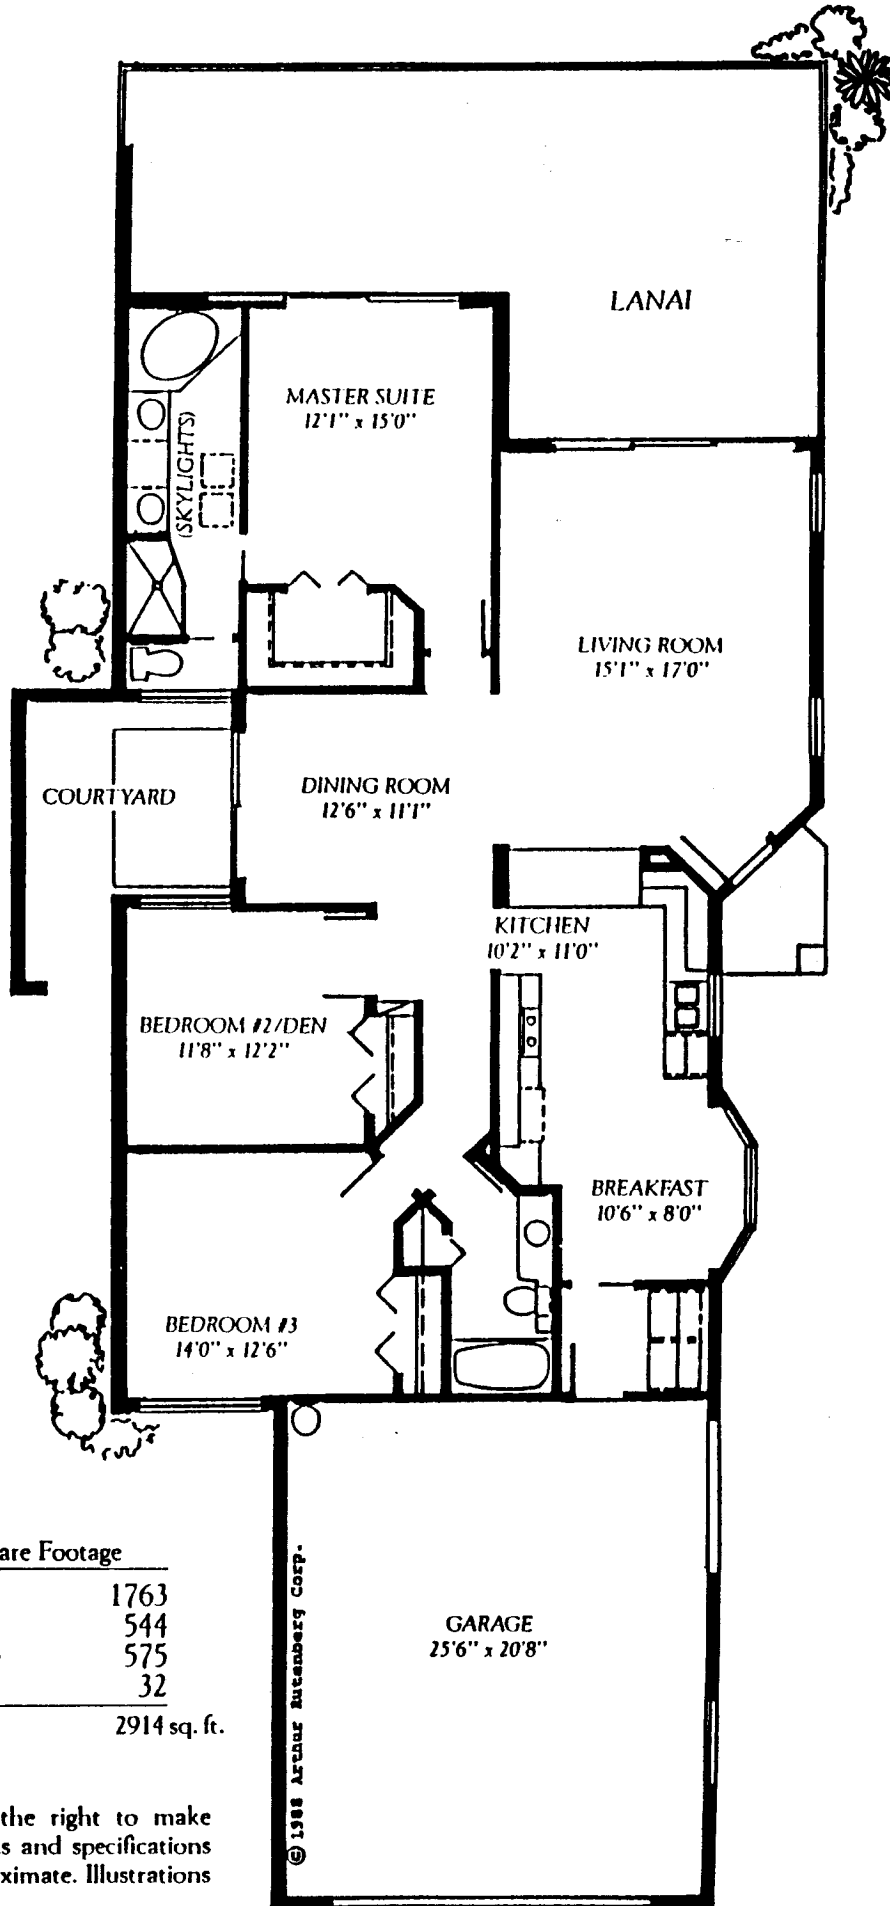 LANAI
MASTER SUITE
12'1" x 15'0"
(SKYLIGHTS)
LIVING ROOM
15'1" x 17'0"
COURTYARD
DINING ROOM
12'6" x 11'1"
KITCHEN
10'2" x 11'0"
BEDROOM #2/DEN
11'8" x 12'2"
BREAKFAST
10'6" x 8'0"
BEDROOM #3
14'0" x 12'6"
are Footage
1763
544
575
32
2914 sq. ft.
GARAGE
25'6" x 20'8"
© 1988 Arthur Rutenberg Corp.
the right to make
s and specifications
ximate. Illustrations